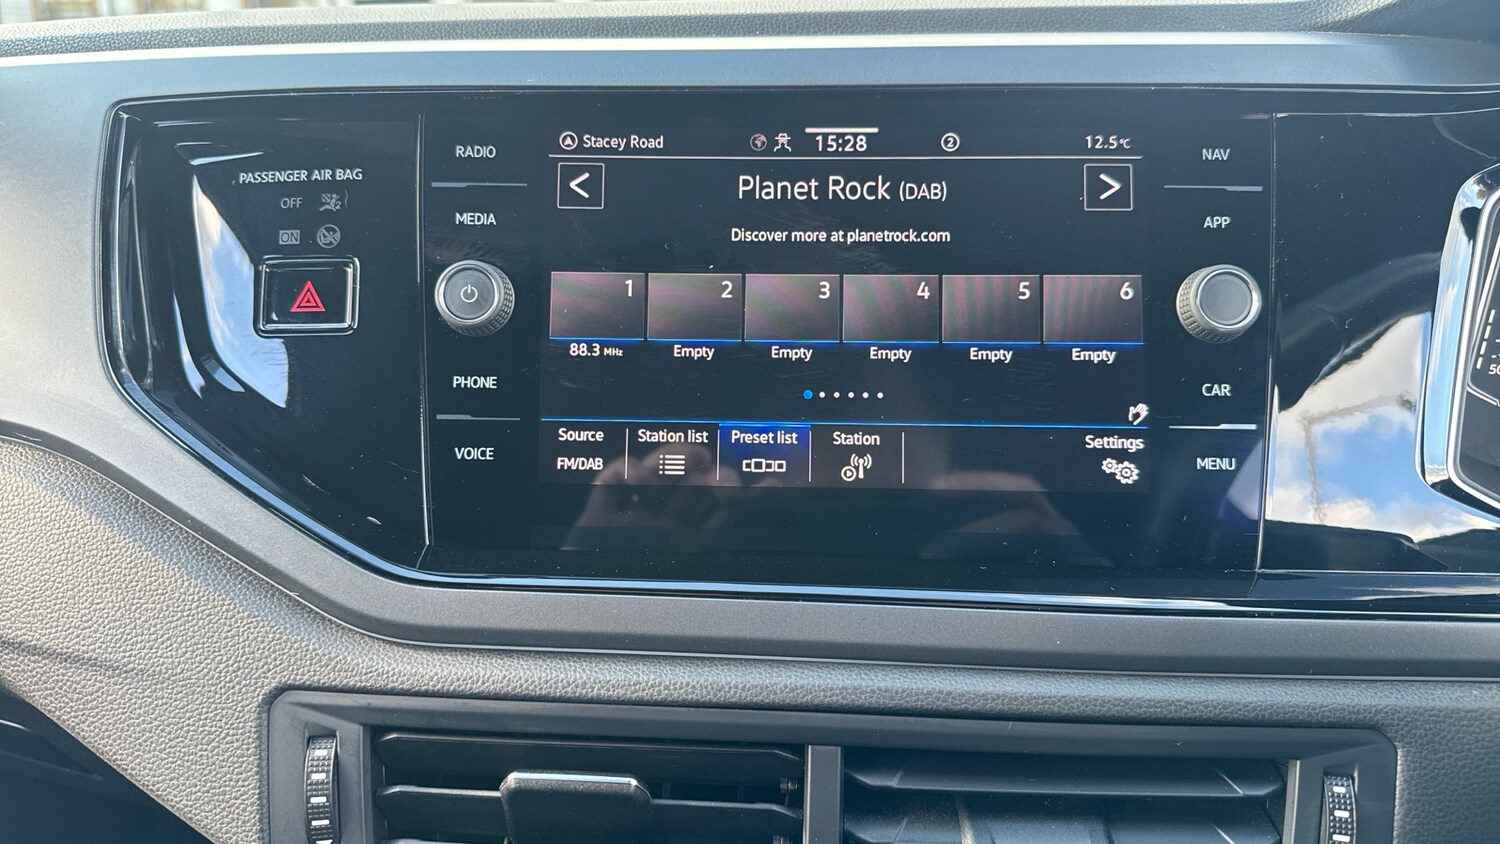 PASSENGER AIR BAG
OFF
ON
RADIO
MEDIA
PHONE
VOICE
Stacey Road
15:28
2
12.5°C
<
Planet Rock (DAB)
>
Discover more at planetrock.com
1
2
3
4
5
6
88.3 MHz
Empty
Empty
Empty
Empty
Empty
Source
FM/DAB
Station list
Preset list
Station
Settings
NAV
APP
CAR
MENU
50